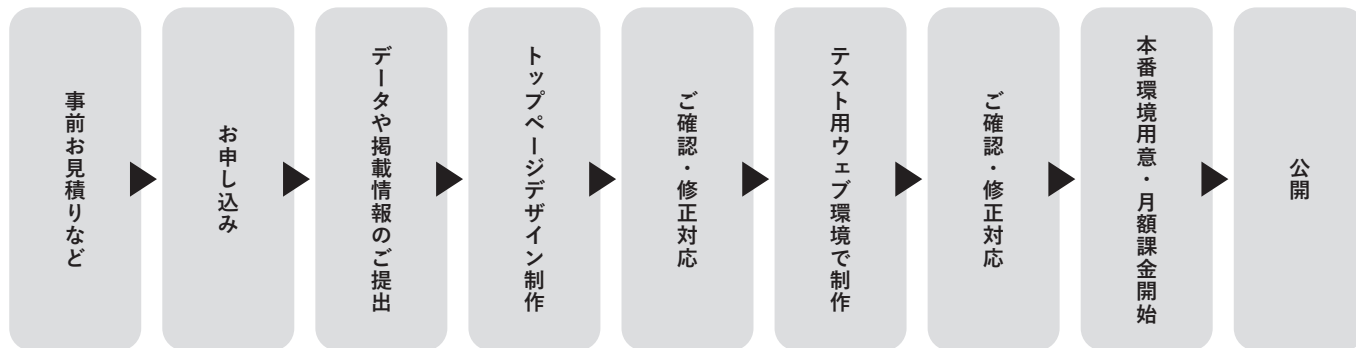 事前お見積りなど
お申し込み
データや掲載情報のご提出
トップページデザイン制作
ご確認・修正対応
テスト用ウェブ環境で制作
ご確認・修正対応
本番環境用意・月額課金開始
公開